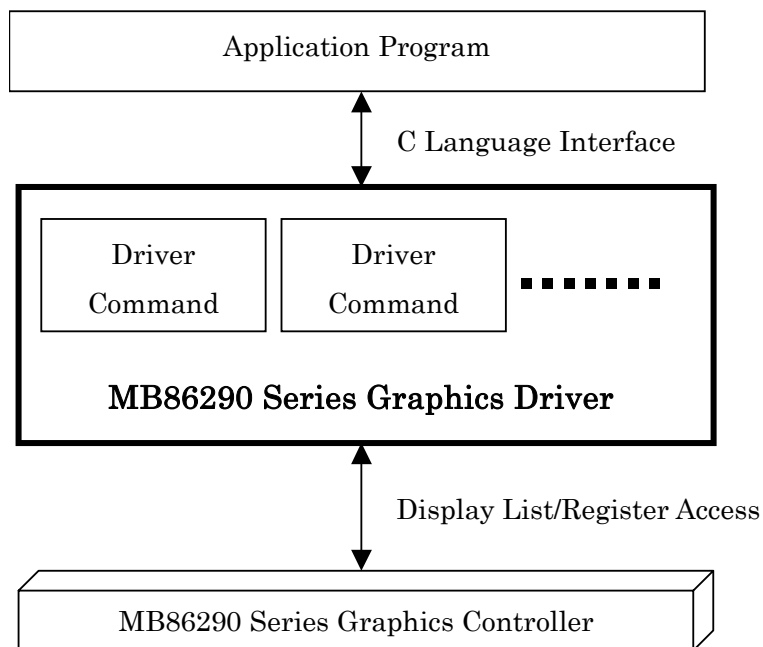 Application Program
C Language Interface
Driver
Command
Driver
Command
MB86290 Series Graphics Driver
Display List/Register Access
MB86290 Series Graphics Controller